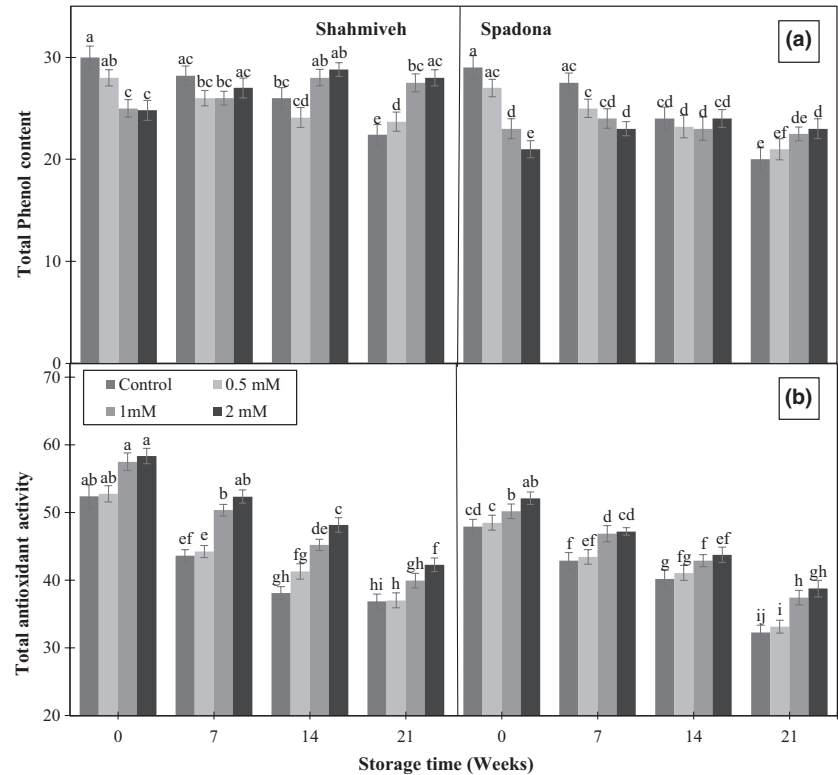 Shahmiveh Spadona (a)
Total Phenol content
30
20
10
0
a ab c c ac bc bc ac bc cd ab ab e d bc ac
a ac d e ac c cd d cd d d cd e ef de d
70
60
50
40
30
20
Control 0.5 mM
1mM 2 mM
(b)
Total antioxidant activity
ab ab a a ef e b ab gh fg de c hi h gh f
cd c b ab f ef d cd g fg f ef ij i h gh
0 7 14 21 0 7 14 21
Storage time (Weeks)